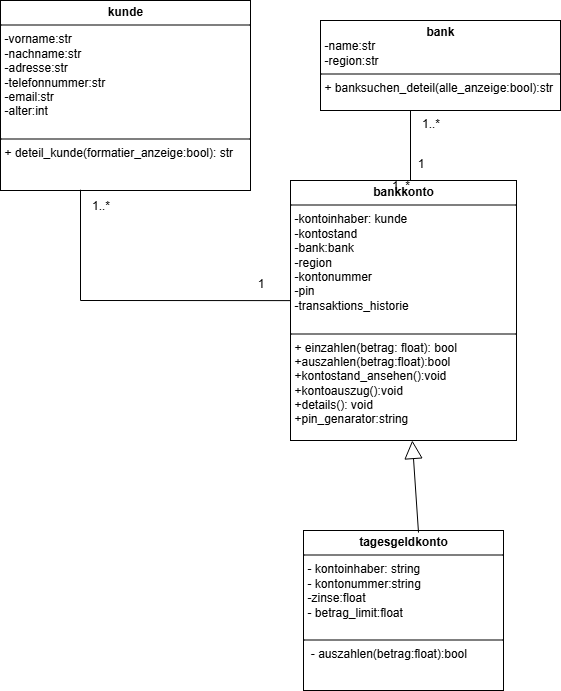 kunde
-vorname:str
-nachname:str
-adresse:str
-telefonnummer:str
-email:str
-alter:int
+ deteil_kunde(formatier_anzeige:bool): str
bank
-name:str
-region:str
+ banksuchen_deteil(alle_anzeige:bool):str
1..*
1
1..*
1..*
1
bankkonto
-kontoinhaber: kunde
-kontostand
-bank:bank
-region
-kontonummer
-pin
-transaktions_historie
+ einzahlen(betrag: float): bool
+auszahlen(betrag:float):bool
+kontostand_ansehen():void
+kontoauszug():void
+details(): void
+pin_genarator:string
tagesgeldkonto
- kontoinhaber: string
- kontonummer:string
-zinse:float
- betrag_limit:float
- auszahlen(betrag:float):bool